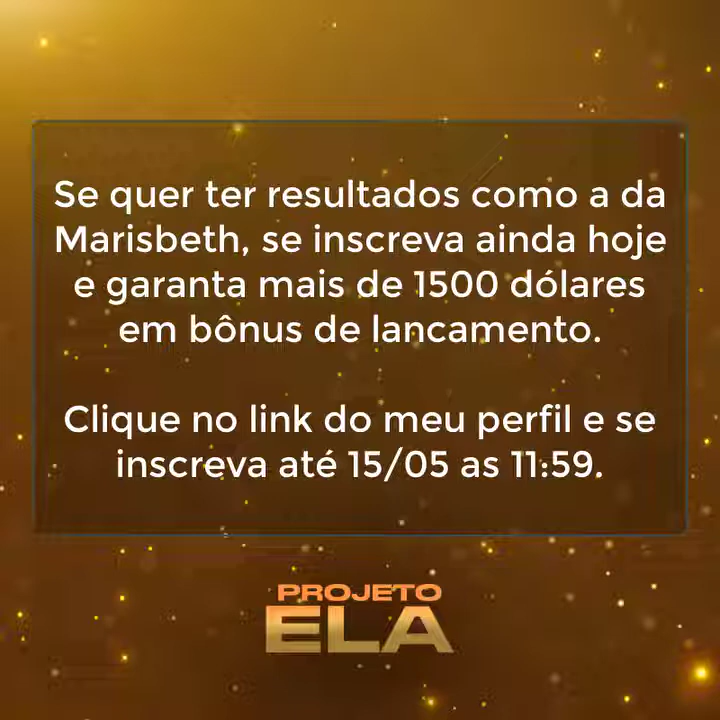 Se quer ter resultados como a da
Marisbeth, se inscreva ainda hoje
e garanta mais de 1500 dólares
em bônus de lancamento.
Clique no link do meu perfil e se
inscreva até 15/05 as 11:59.
PROJETO
ELA